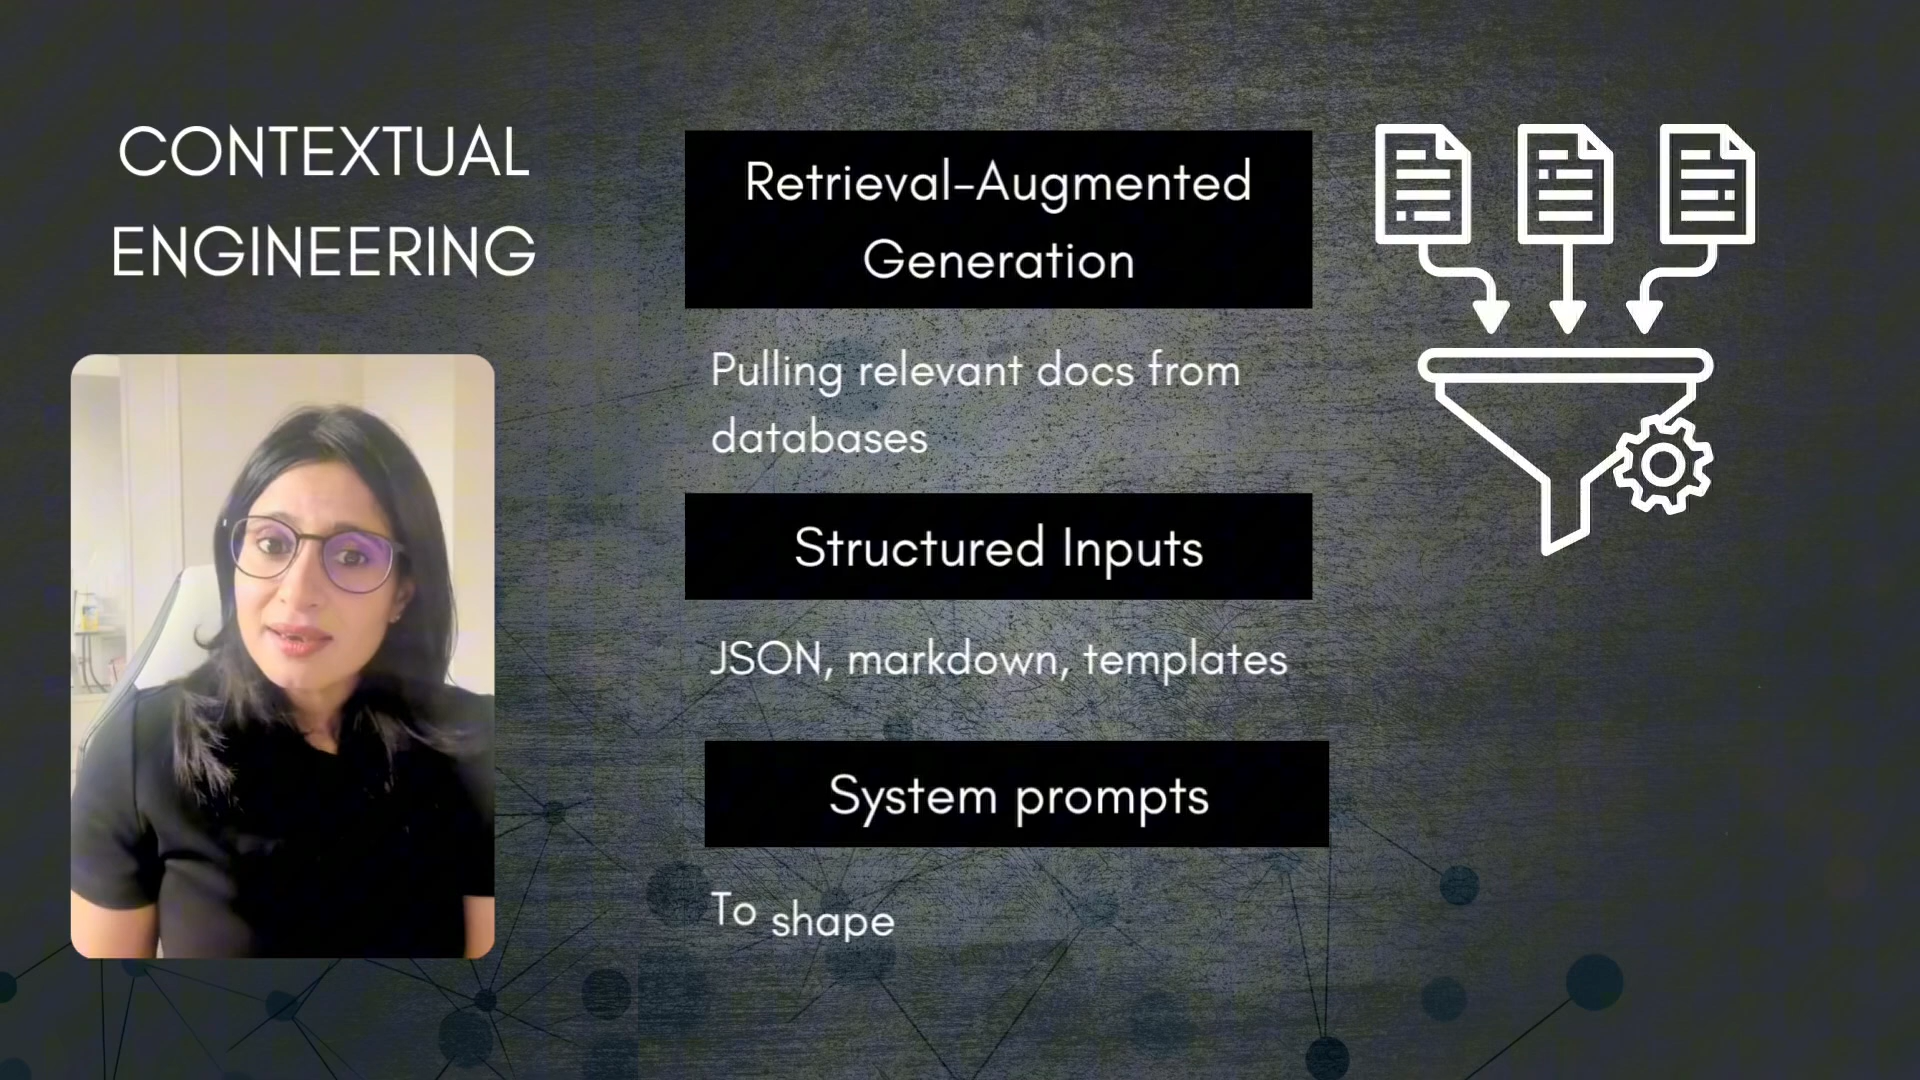 CONTEXTUAL
ENGINEERING
Retrieval-Augmented
Generation
Pulling relevant docs from
databases
Structured Inputs
JSON, markdown, templates
System prompts
To shape